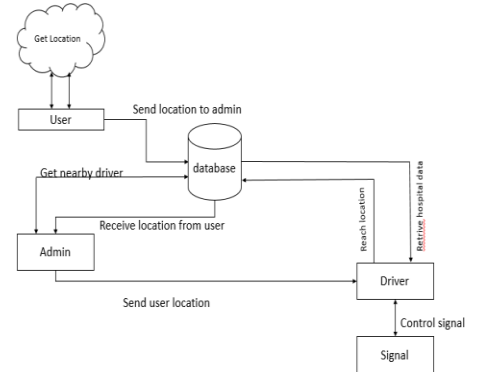 Get Location
User
Send location to admin
database
Get nearby driver
Receive location from user
Admin
Reach location
Retrive hospital data
Driver
Send user location
Control signal
Signal